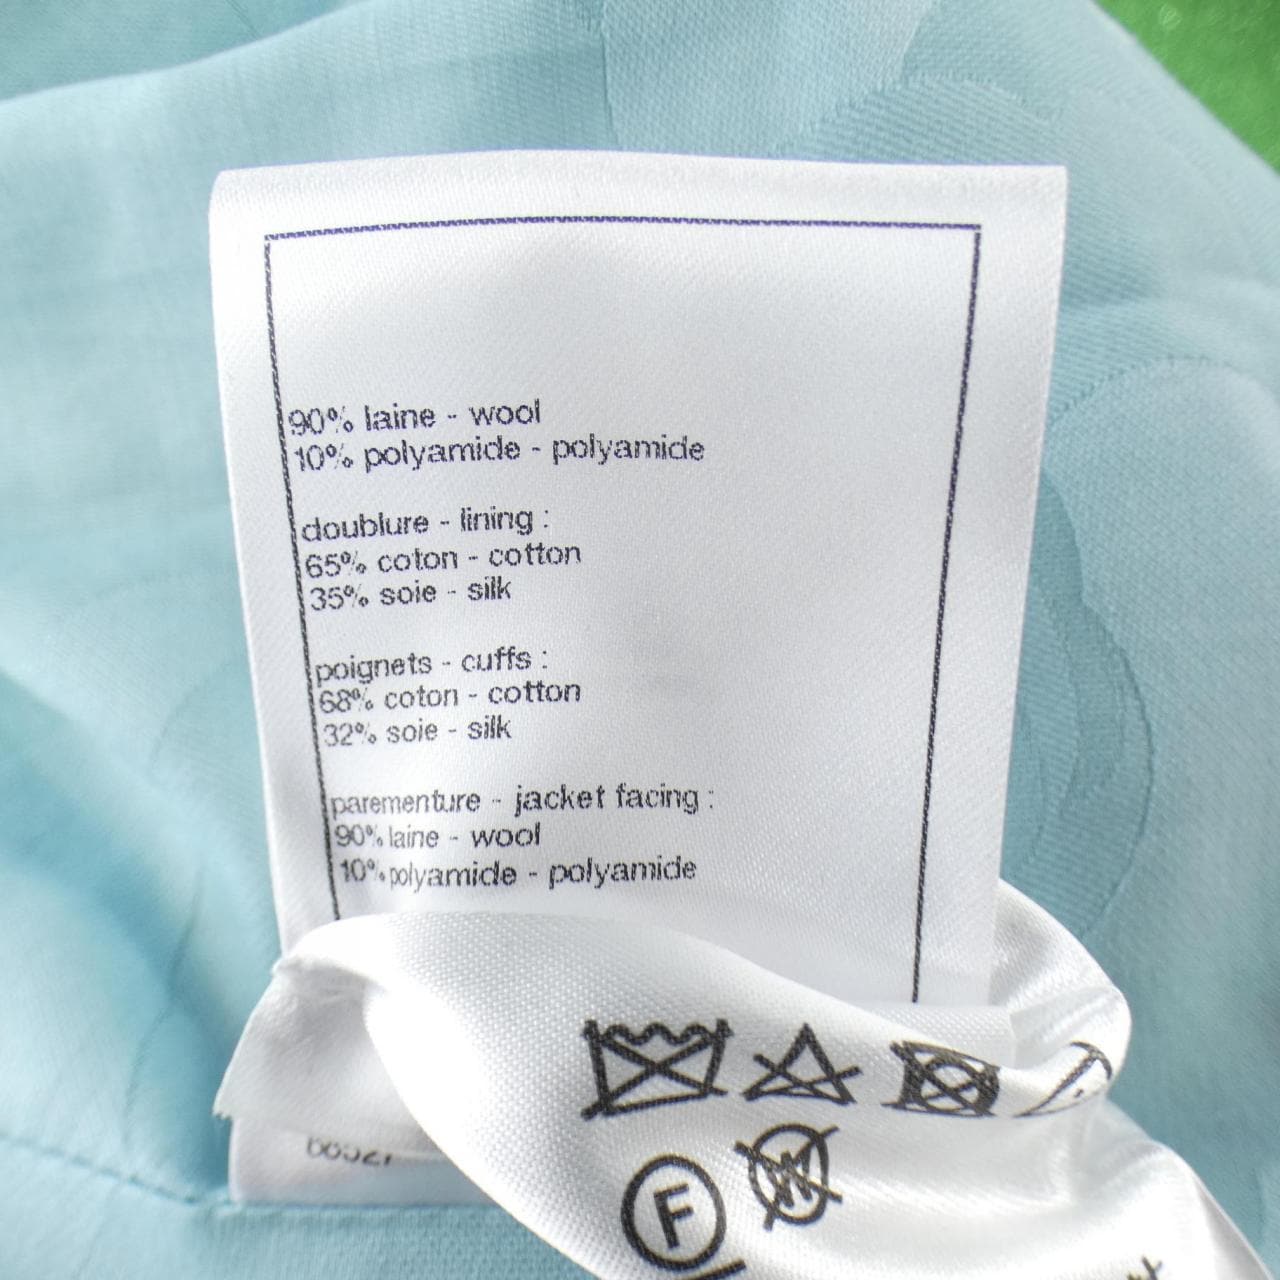 90% laine - wool
10% polyamide - polyamide
doublure - lining :
65% coton - cotton
35% soie - silk
poignets - cuffs :
68% coton - cotton
32% soie - silk
parementure - jacket facing :
90% laine - wool
10% polyamide - polyamide
F W